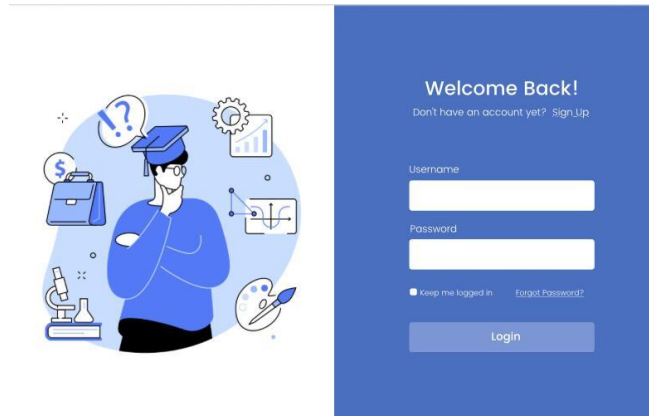 !?
$
Welcome Back!
Don't have an account yet? Sign Up
Username
Password
Keep me logged in Forgot Password?
Login